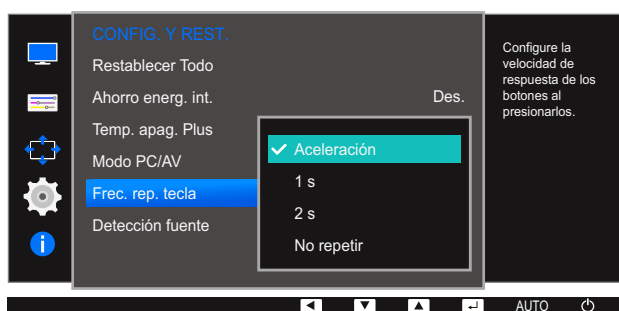 CONFIG. Y REST.
Restablecer Todo
Ahorro energ. int. Des.
Temp. apag. Plus
Modo PC/AV
Frec. rep. tecla
Detección fuente
Aceleración
1 s
2 s
No repetir
Configure la
velocidad de
respuesta de los
botones al
presionarlos.
AUTO